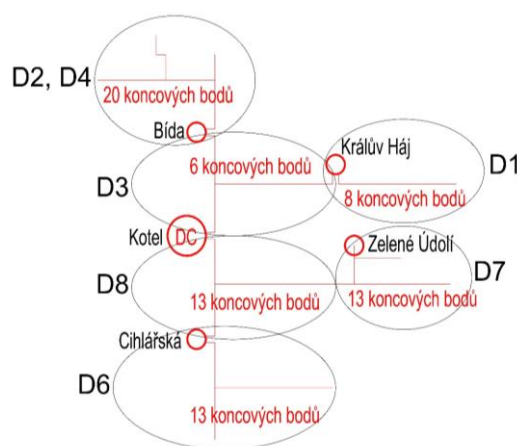 D2, D4
20 koncových bodů
Bída
Králův Háj
6 koncových bodů
D1
D3
8 koncových bodů
Kotel
DC
Zelené Údolí
D8
D7
13 koncových bodů
13 koncových bodů
Cihlářská
D6
13 koncových bodů